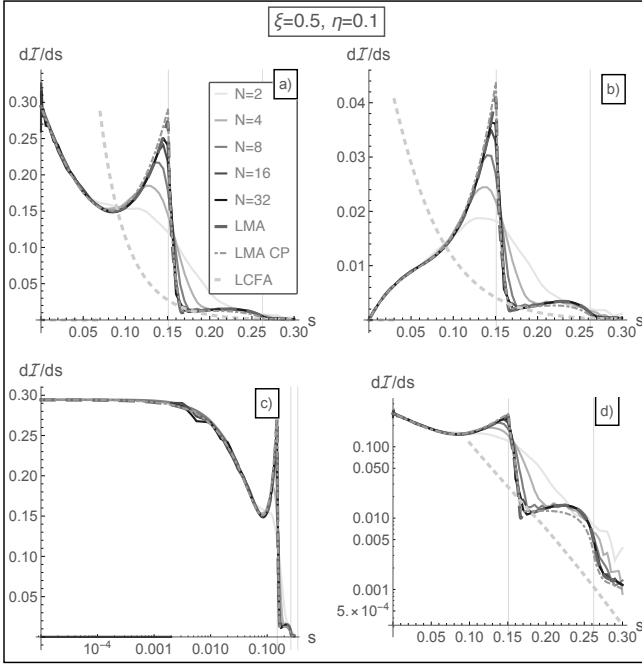 ξ=0.5, η=0.1
dI/ds
a)
0.30
0.25
0.20
0.15
0.10
0.05
0.05 0.10 0.15 0.20 0.25 0.30
s
N=2
N=4
N=8
N=16
N=32
LMA
LMA CP
LCFA
dI/ds
b)
0.04
0.03
0.02
0.01
0.05 0.10 0.15 0.20 0.25 0.30
s
dI/ds
c)
0.30
0.25
0.20
0.15
0.10
0.05
10⁻⁴ 0.001 0.010 0.100
s
dI/ds
d)
0.100
0.050
0.010
0.005
0.001
5.×10⁻⁴
0.05 0.10 0.15 0.20 0.25 0.30
s